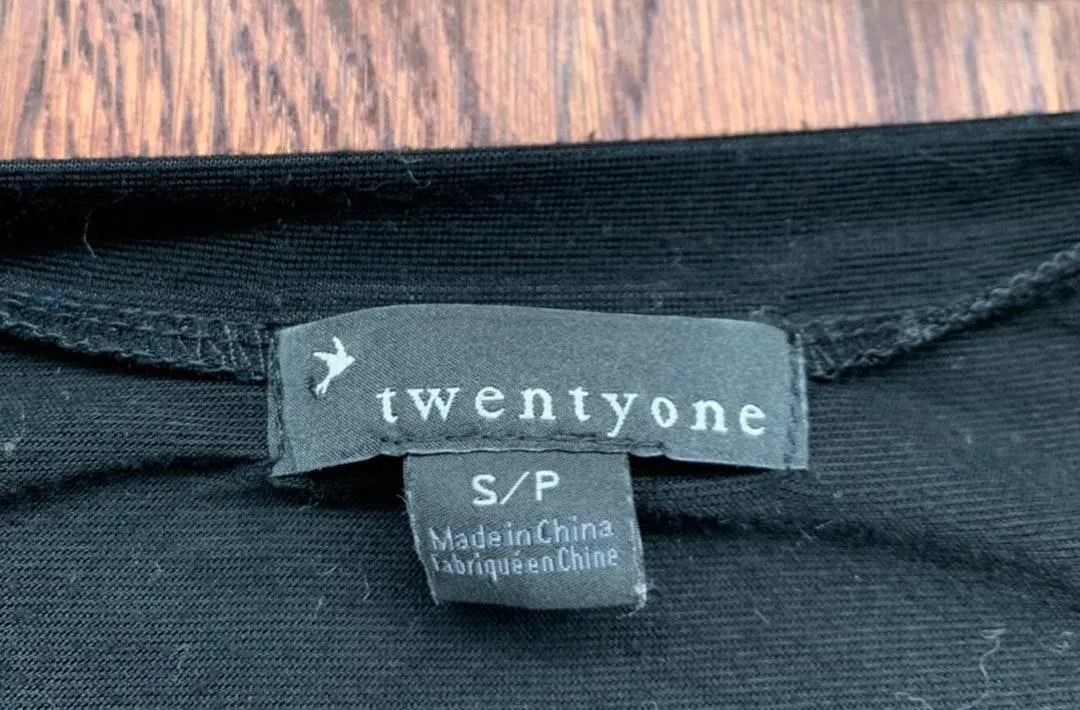 twentyone
S/P
Made in China
fabriqué en Chine